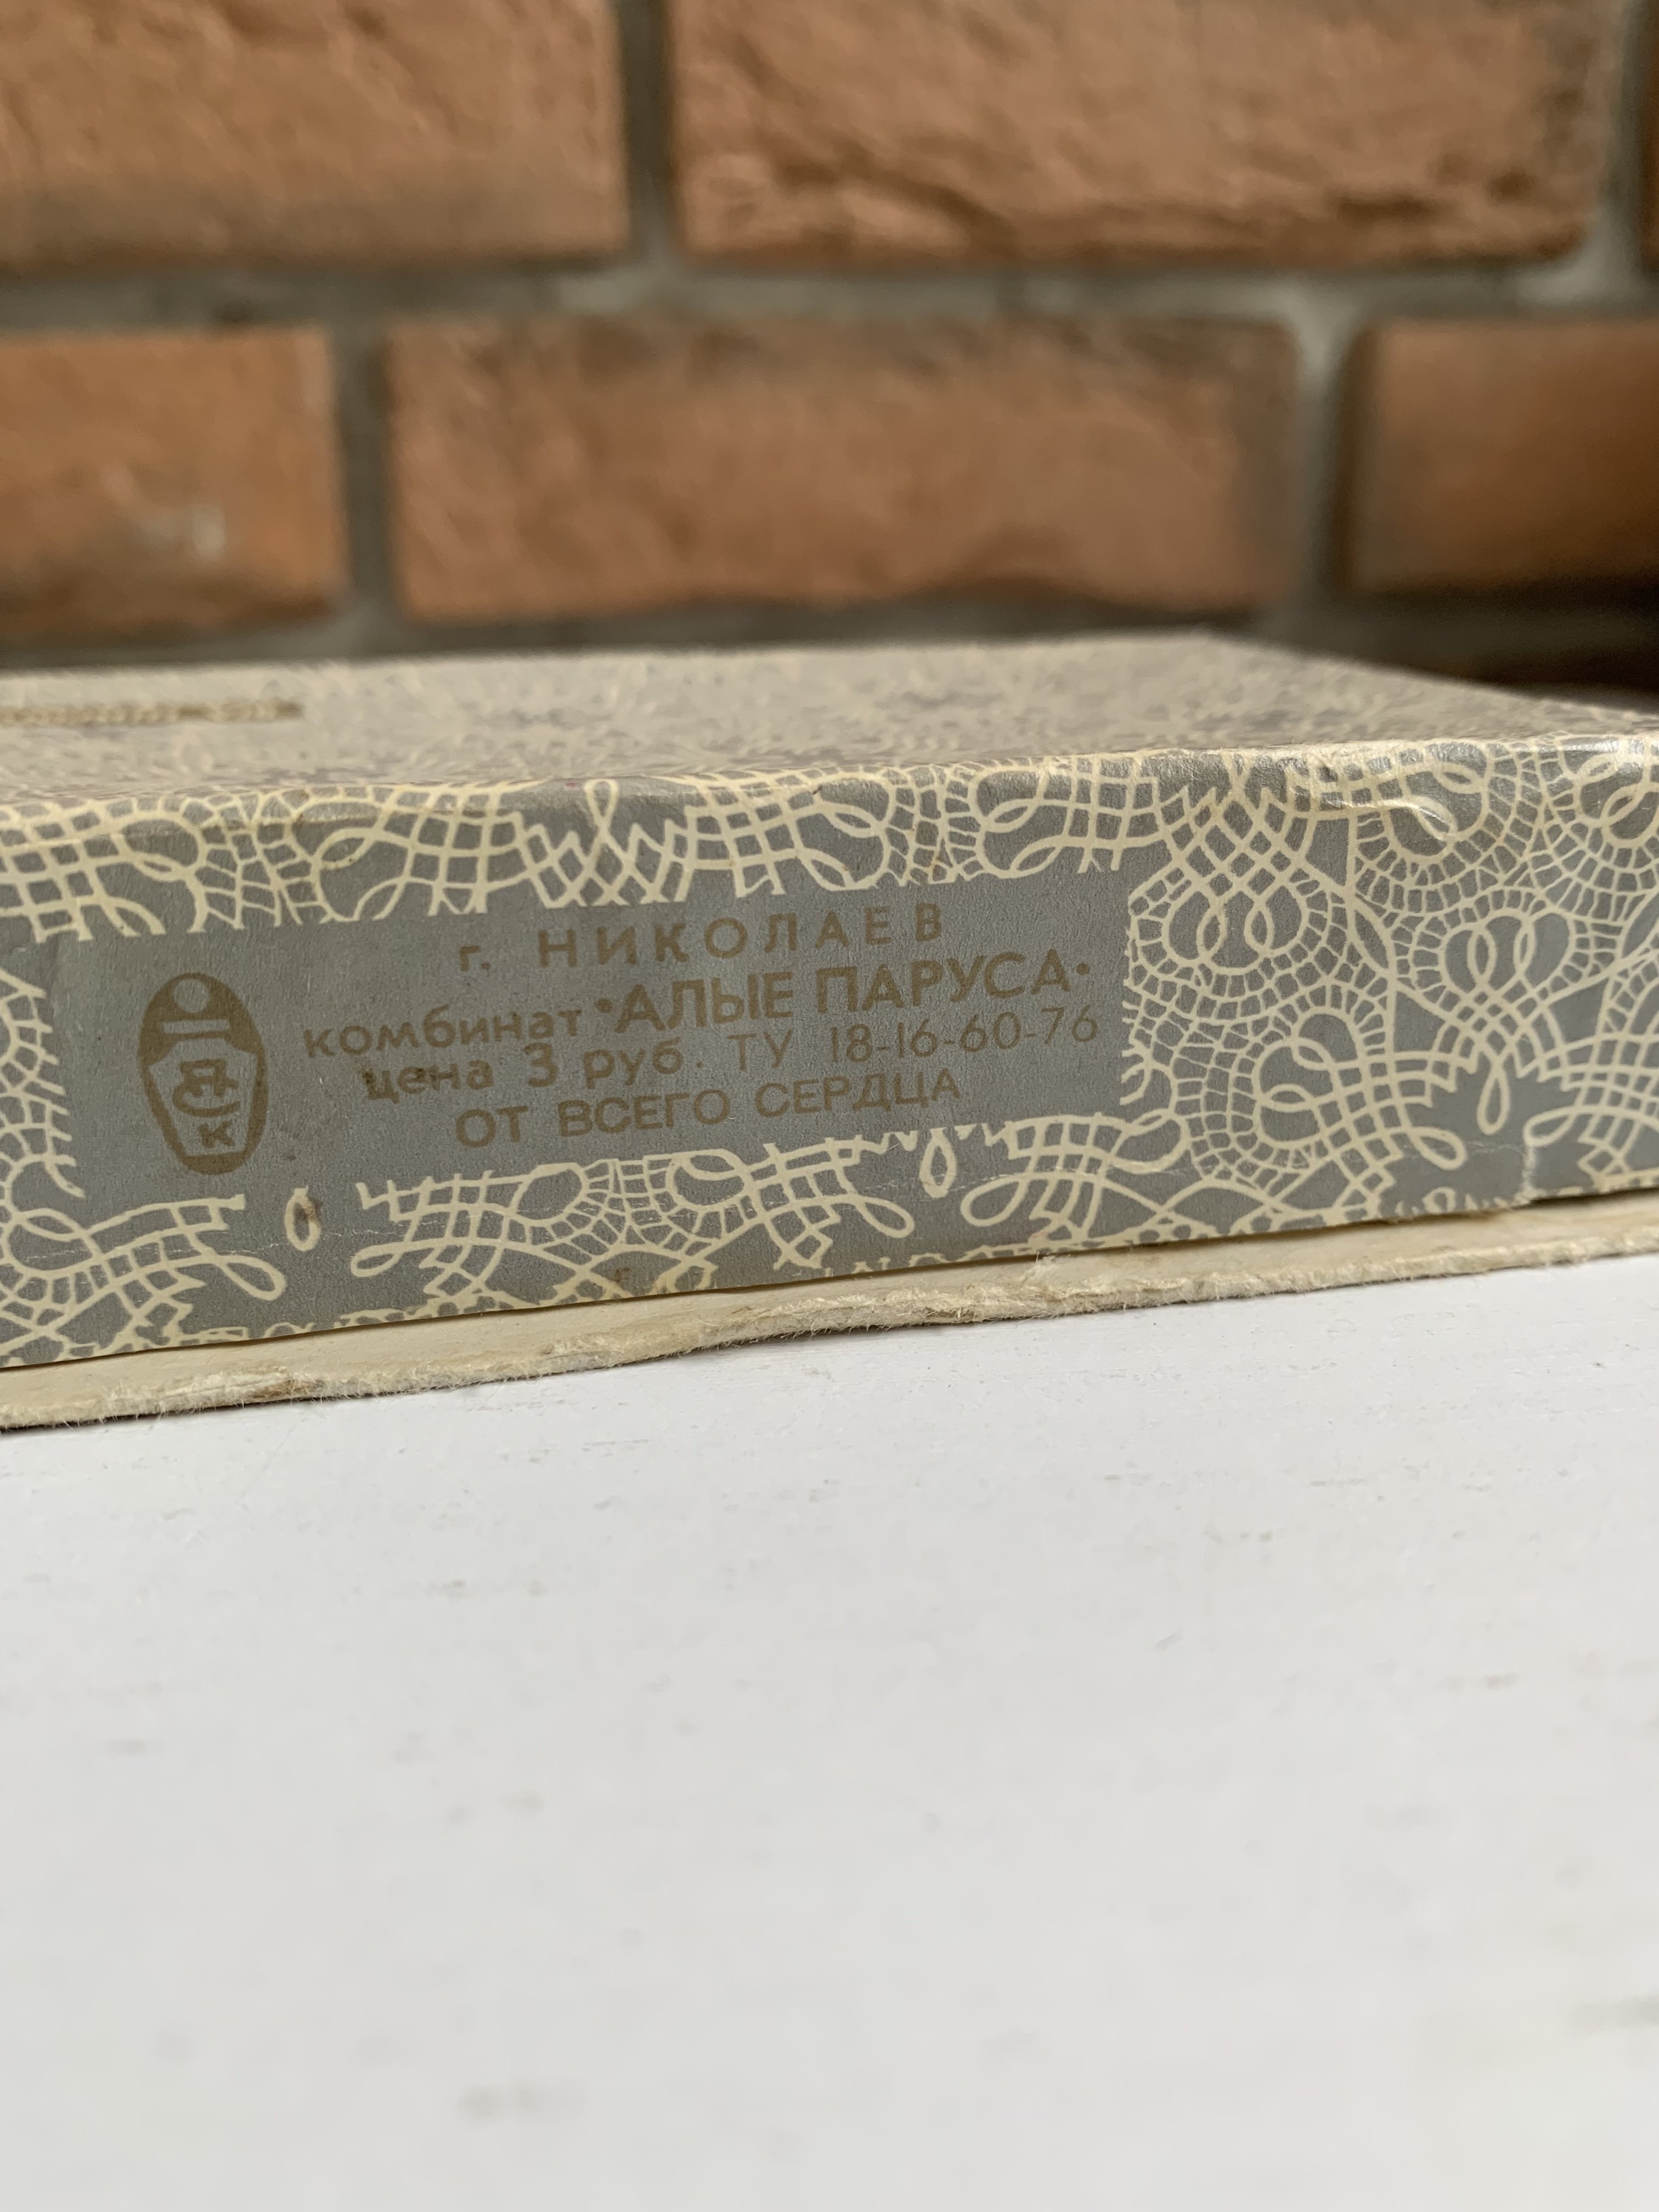 г. НИКОЛАЕВ
комбинат •АЛЫЕ ПАРУСА•
цена 3 руб. ТУ 18-16-60-76
ОТ ВСЕГО СЕРДЦА